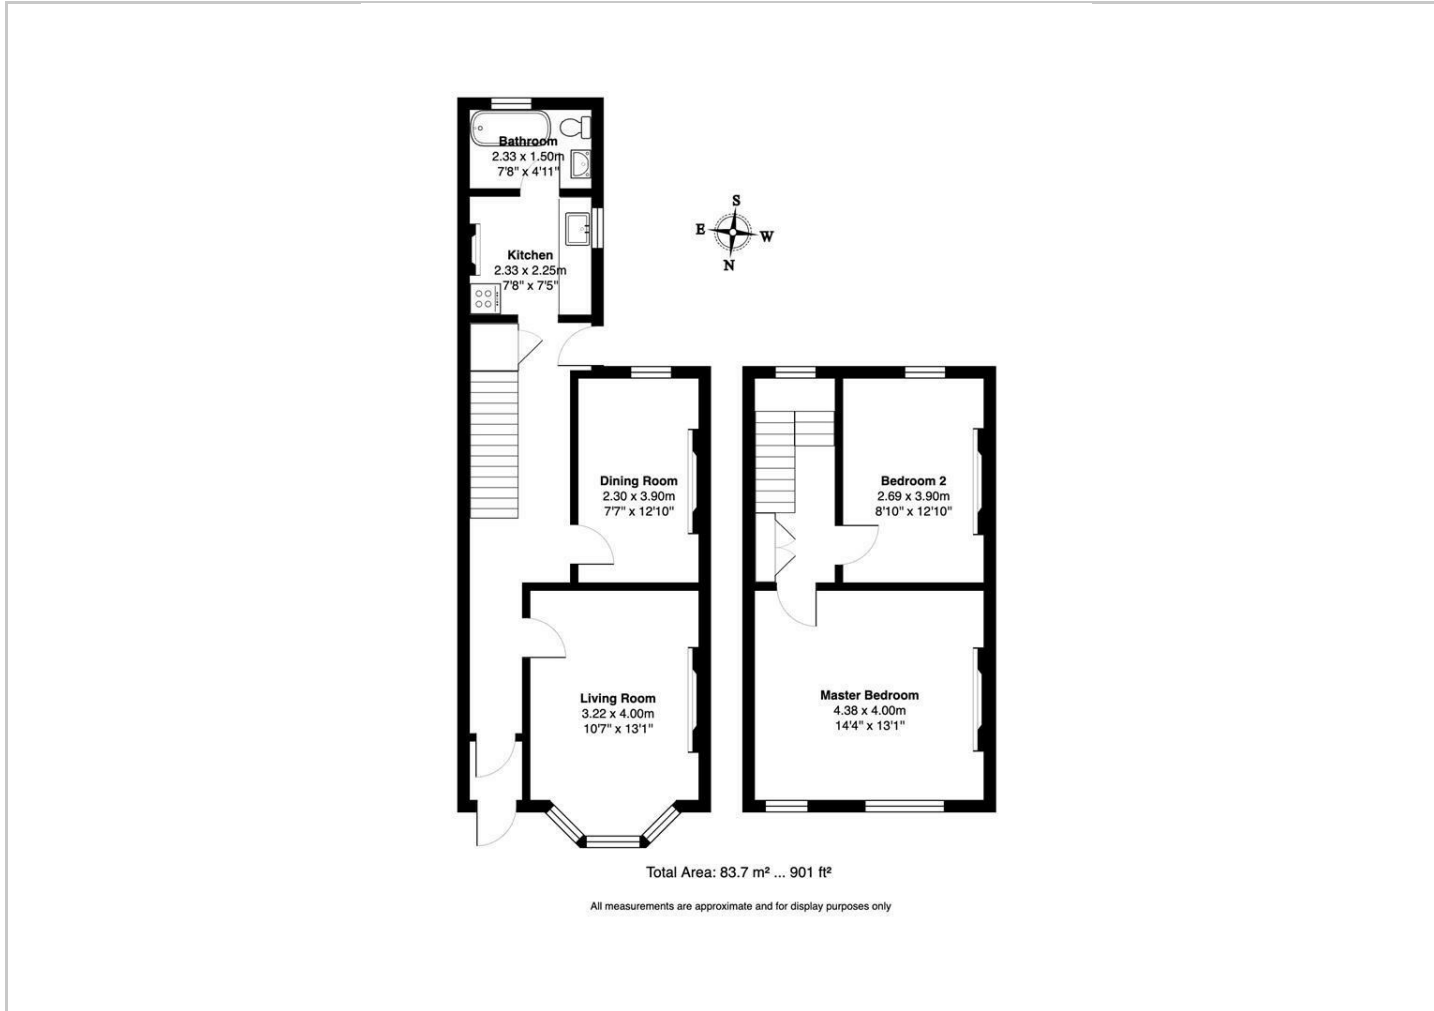 Bathroom
2.33 x 1.50m
7'8" x 4'11"
S
E
W
N
Kitchen
2.33 x 2.25m
7'8" x 7'5"
Dining Room
2.30 x 3.90m
7'7" x 12'10"
Bedroom 2
2.69 x 3.90m
8'10" x 12'10"
Living Room
3.22 x 4.00m
10'7" x 13'1"
Master Bedroom
4.38 x 4.00m
14'4" x 13'1"
Total Area: 83.7 m² ... 901 ft²
All measurements are approximate and for display purposes only